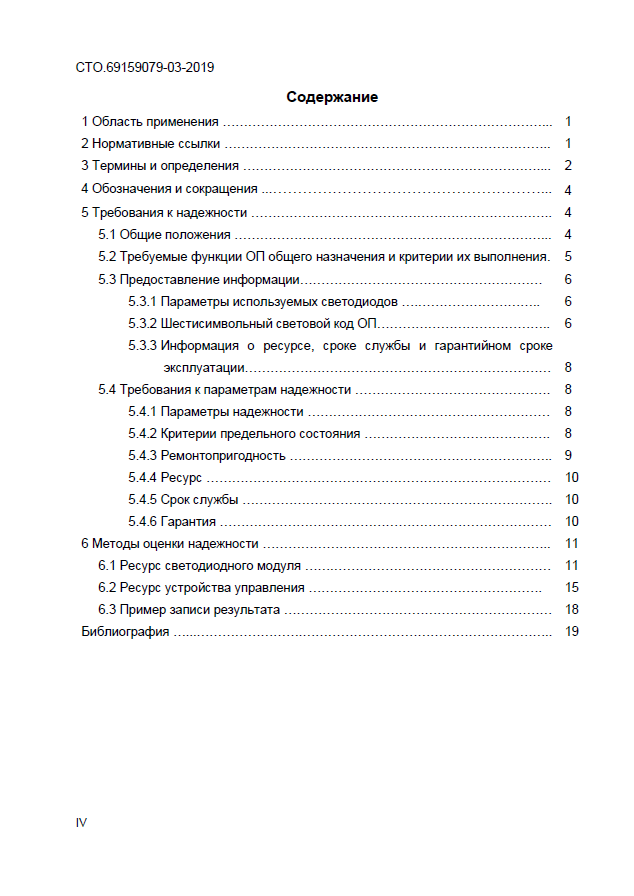 СТО.69159079-03-2019
Содержание
1 Область применения ………………………………………………………... 1
2 Нормативные ссылки ……………………………………………………….. 1
3 Термины и определения ……………………………………………………... 2
4 Обозначения и сокращения ..………………………………………………... 4
5 Требования к надежности …………………………………………………….. 4
5.1 Общие положения ………………………………………………………... 4
5.2 Требуемые функции ОП общего назначения и критерии их выполнения. 5
5.3 Предоставление информации……………………………………… 6
5.3.1 Параметры используемых светодиодов …………………….. 6
5.3.2 Шестисимвольный световой код ОП………………………….. 6
5.3.3 Информация о ресурсе, сроке службы и гарантийном сроке
эксплуатации…………………………………………………… 8
5.4 Требования к параметрам надежности ……………………………… 8
5.4.1 Параметры надежности ……………………………………… 8
5.4.2 Критерии предельного состояния …………………………….. 8
5.4.3 Ремонтопригодность …………………………………………….. 9
5.4.4 Ресурс …………………………………………………………… 10
5.4.5 Срок службы …………………………………………………….. 10
5.4.6 Гарантия ………………………………………………………… 10
6 Методы оценки надежности ………………………………………………….. 11
6.1 Ресурс светодиодного модуля ………………………………………… 11
6.2 Ресурс устройства управления ……………………………………… 15
6.3 Пример записи результата …………………………………………… 18
Библиография …...…………………………………………………………….. 19
IV